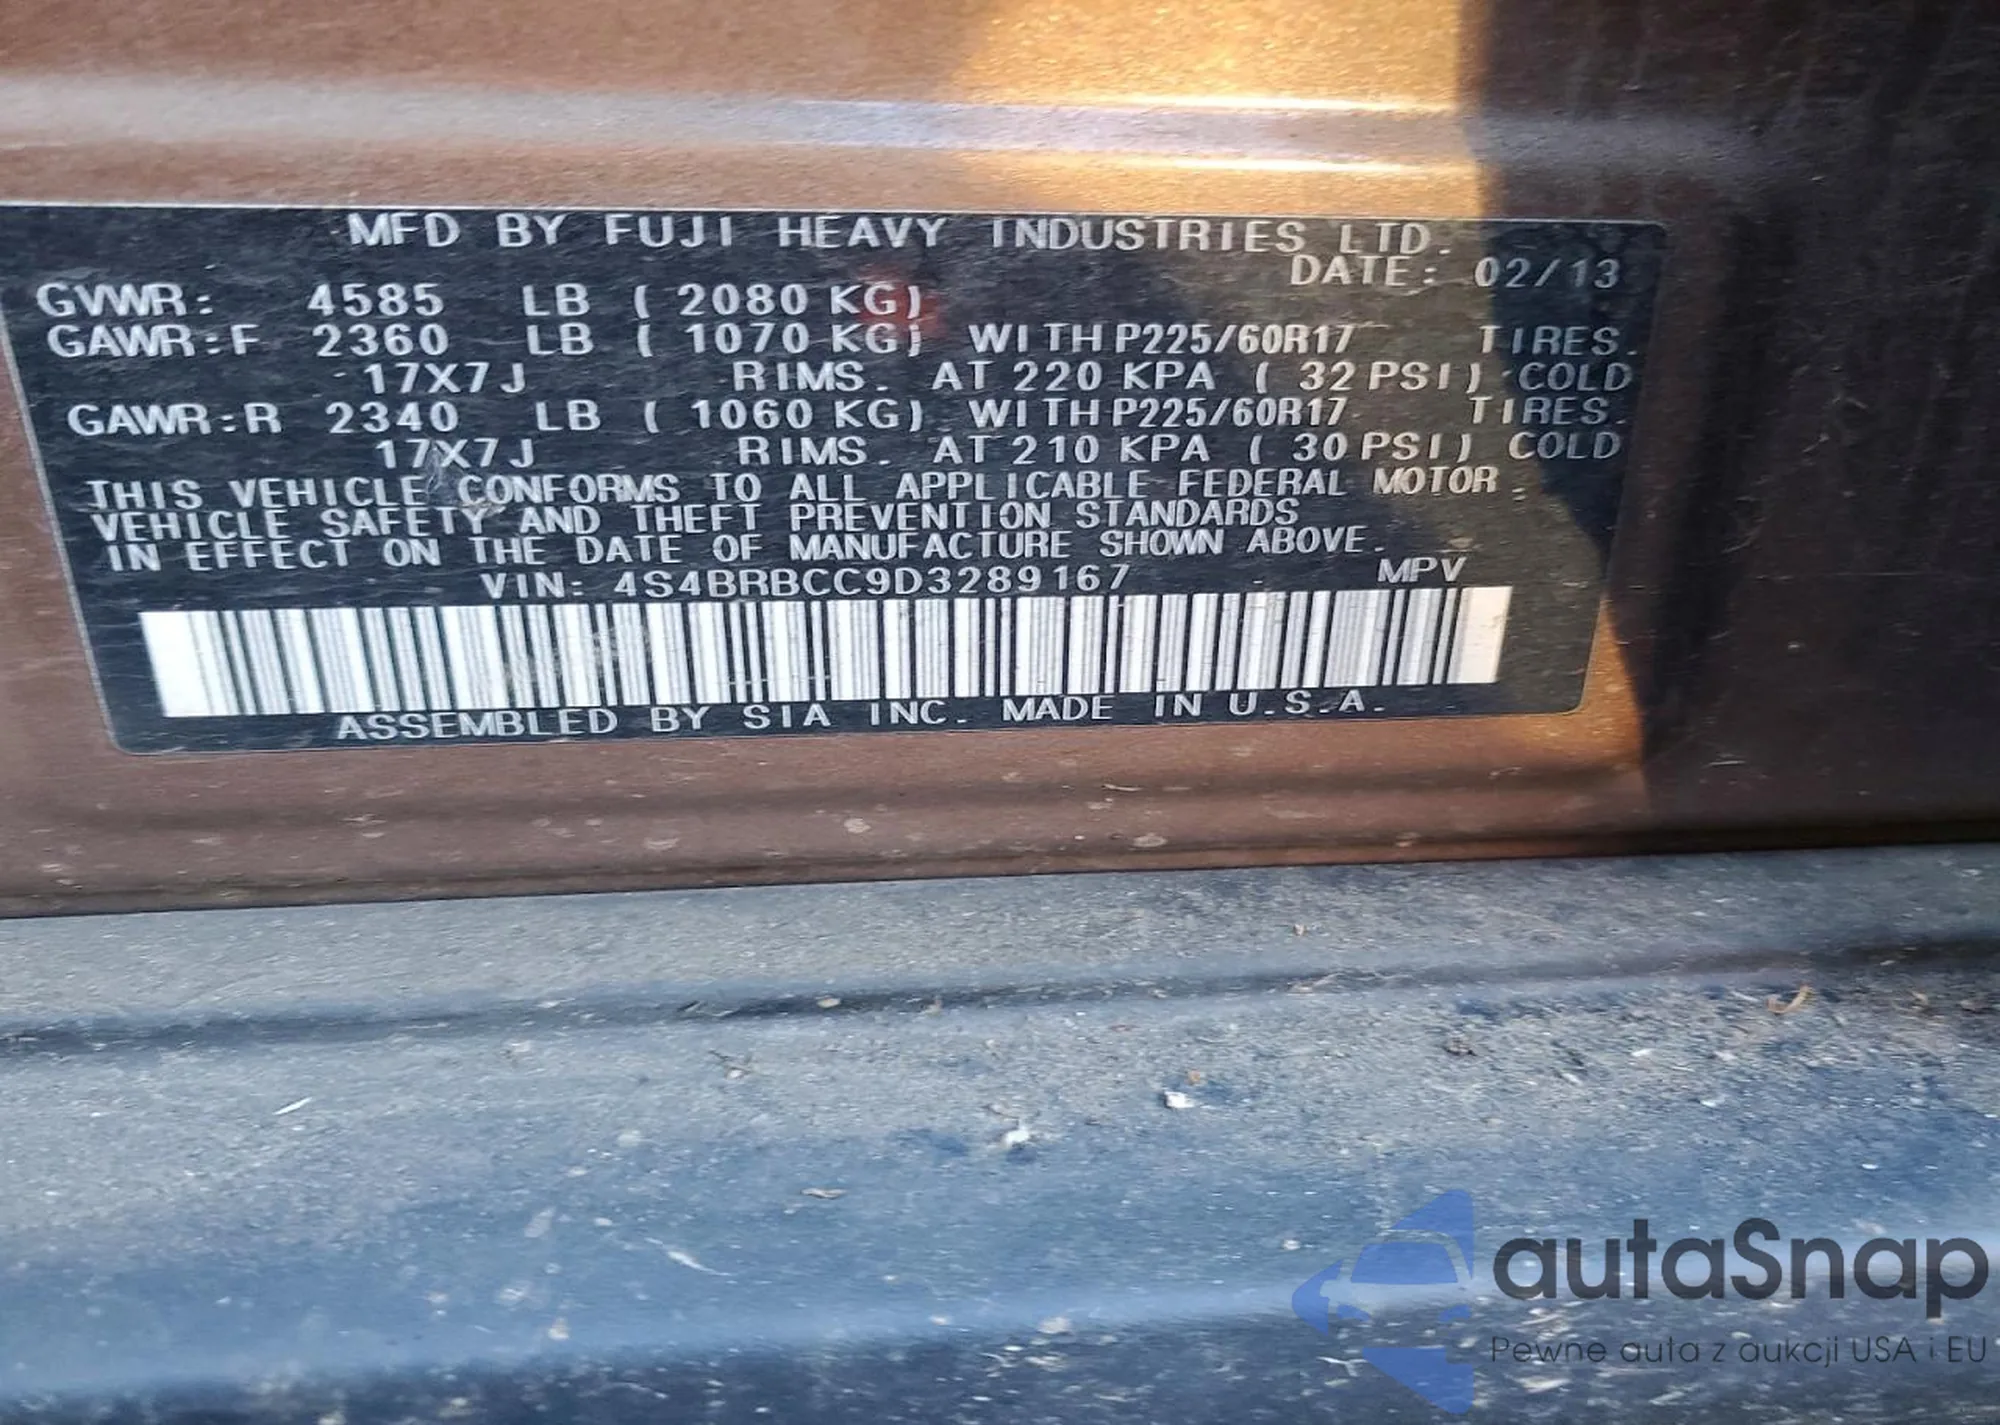 MFD BY FUJI HEAVY INDUSTRIES LTD.
DATE: 02/13
GVWR: 4585 LB ( 2080 KG)
GAWR:F 2360 LB ( 1070 KG) WITH P225/60R17 TIRES.
17X7J RIMS. AT 220 KPA ( 32 PSI) COLD
GAWR:R 2340 LB ( 1060 KG) WITH P225/60R17 TIRES.
17X7J RIMS. AT 210 KPA ( 30 PSI) COLD
THIS VEHICLE CONFORMS TO ALL APPLICABLE FEDERAL MOTOR
VEHICLE SAFETY AND THEFT PREVENTION STANDARDS
IN EFFECT ON THE DATE OF MANUFACTURE SHOWN ABOVE.
VIN: 4S4BRBCC9D3289167 MPV
ASSEMBLED BY SIA INC. MADE IN U.S.A.
autaSnap
Pewne auta z aukcji USA i EU